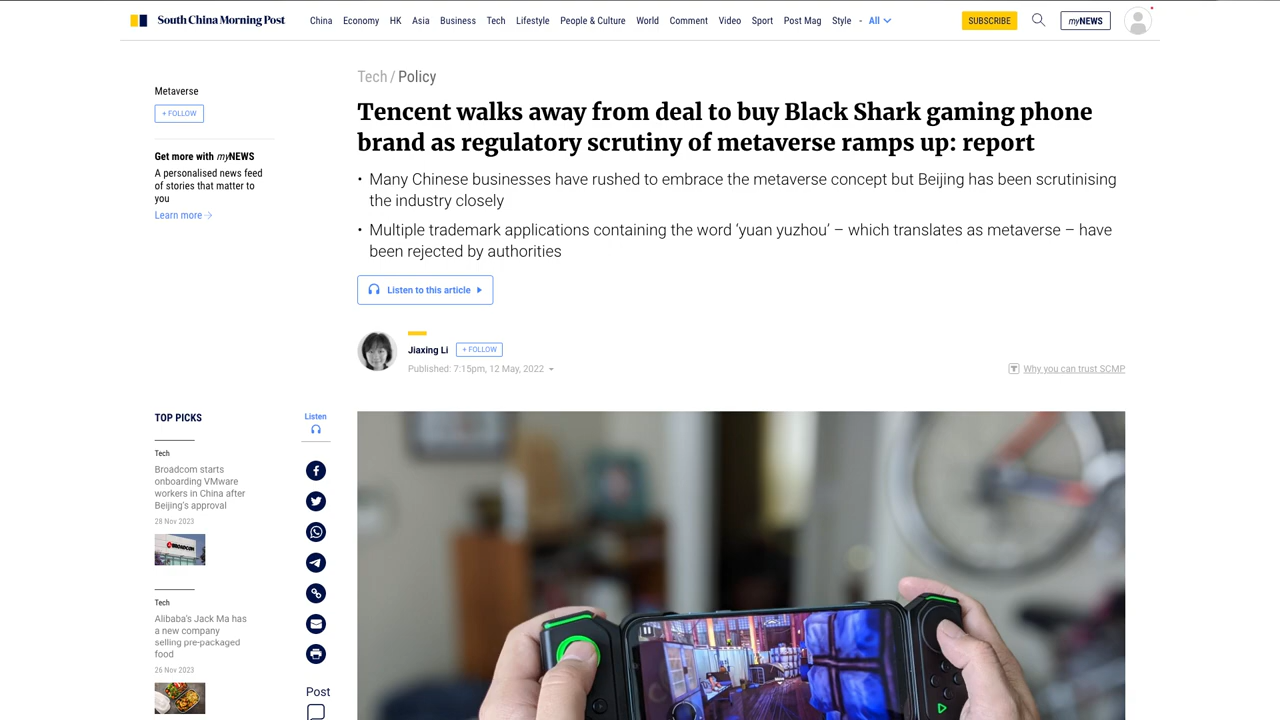 South China Morning Post
China Economy HK Asia Business Tech Lifestyle People & Culture World Comment Video Sport Post Mag Style - All
SUBSCRIBE
myNEWS
Metaverse
+ FOLLOW
Get more with myNEWS
A personalised news feed
of stories that matter to
you
Learn more
Tech / Policy
Tencent walks away from deal to buy Black Shark gaming phone
brand as regulatory scrutiny of metaverse ramps up: report
• Many Chinese businesses have rushed to embrace the metaverse concept but Beijing has been scrutinising
the industry closely
• Multiple trademark applications containing the word ‘yuan yuzhou’ – which translates as metaverse – have
been rejected by authorities
Listen to this article
Jiaxing Li
+ FOLLOW
Published: 7:15pm, 12 May, 2022
Why you can trust SCMP
TOP PICKS
Tech
Broadcom starts
onboarding VMware
workers in China after
Beijing’s approval
28 Nov 2023
BROADCOM
Tech
Alibaba’s Jack Ma has
a new company
selling pre-packaged
food
26 Nov 2023
Listen
Post